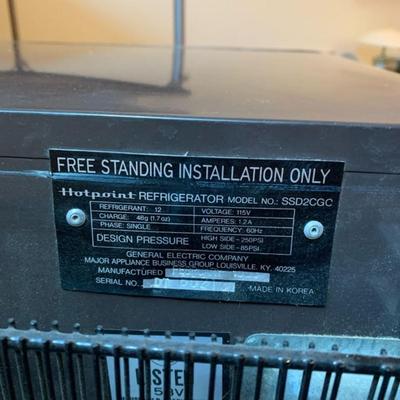 FREE STANDING INSTALLATION ONLY
Hotpoint REFRIGERATOR MODEL NO.: SSD2CGC
REFRIGERANT: 12 VOLTAGE: 115V
CHARGE: 48g (1.7oz) AMPERES: 1.2A
PHASE: SINGLE FREQUENCY: 60Hz
DESIGN PRESSURE HIGH SIDE-250PSI
LOW SIDE-85PSI
GENERAL ELECTRIC COMPANY
MAJOR APPLIANCE BUSINESS GROUP LOUISVILLE, KY. 40225
MANUFACTURED
SERIAL NO.
MADE IN KOREA